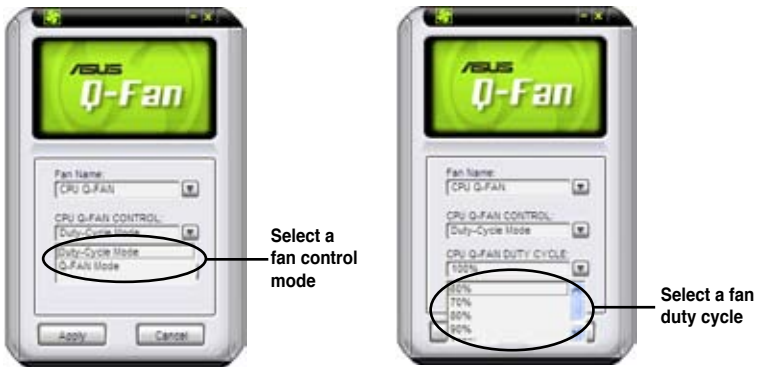 ASUS
Q-Fan
Fan Name:
CPU Q-FAN
CPU Q-FAN CONTROL:
Duty-Cycle Mode
Duty-Cycle Mode
Q-FAN Mode
Apply
Cancel
Select a
fan control
mode
ASUS
Q-Fan
Fan Name:
CPU Q-FAN
CPU Q-FAN CONTROL:
Duty-Cycle Mode
CPU Q-FAN DUTY CYCLE:
100%
60%
70%
80%
90%
Select a fan
duty cycle